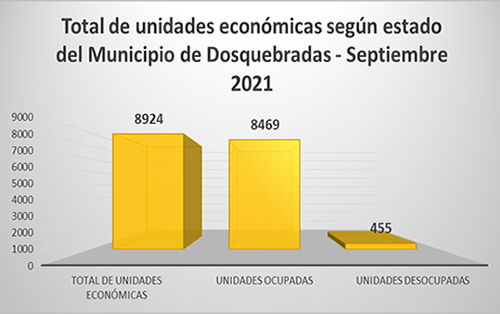 Total de unidades económicas según estado
del Municipio de Dosquebradas - Septiembre
2021
9000
8000
7000
6000
5000
4000
3000
2000
1000
0
8924
8469
455
TOTAL DE UNIDADES
ECONÓMICAS
UNIDADES OCUPADAS
UNIDADES DESOCUPADAS